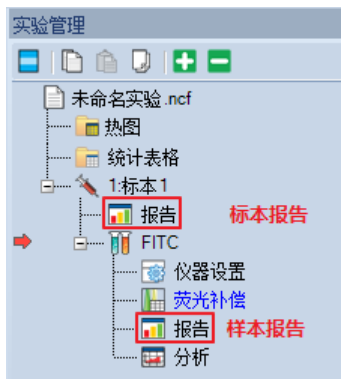 实验管理
未命名实验.ncf
热图
统计表格
1:标本1
报告 标本报告
FITC
仪器设置
荧光补偿
报告 样本报告
分析